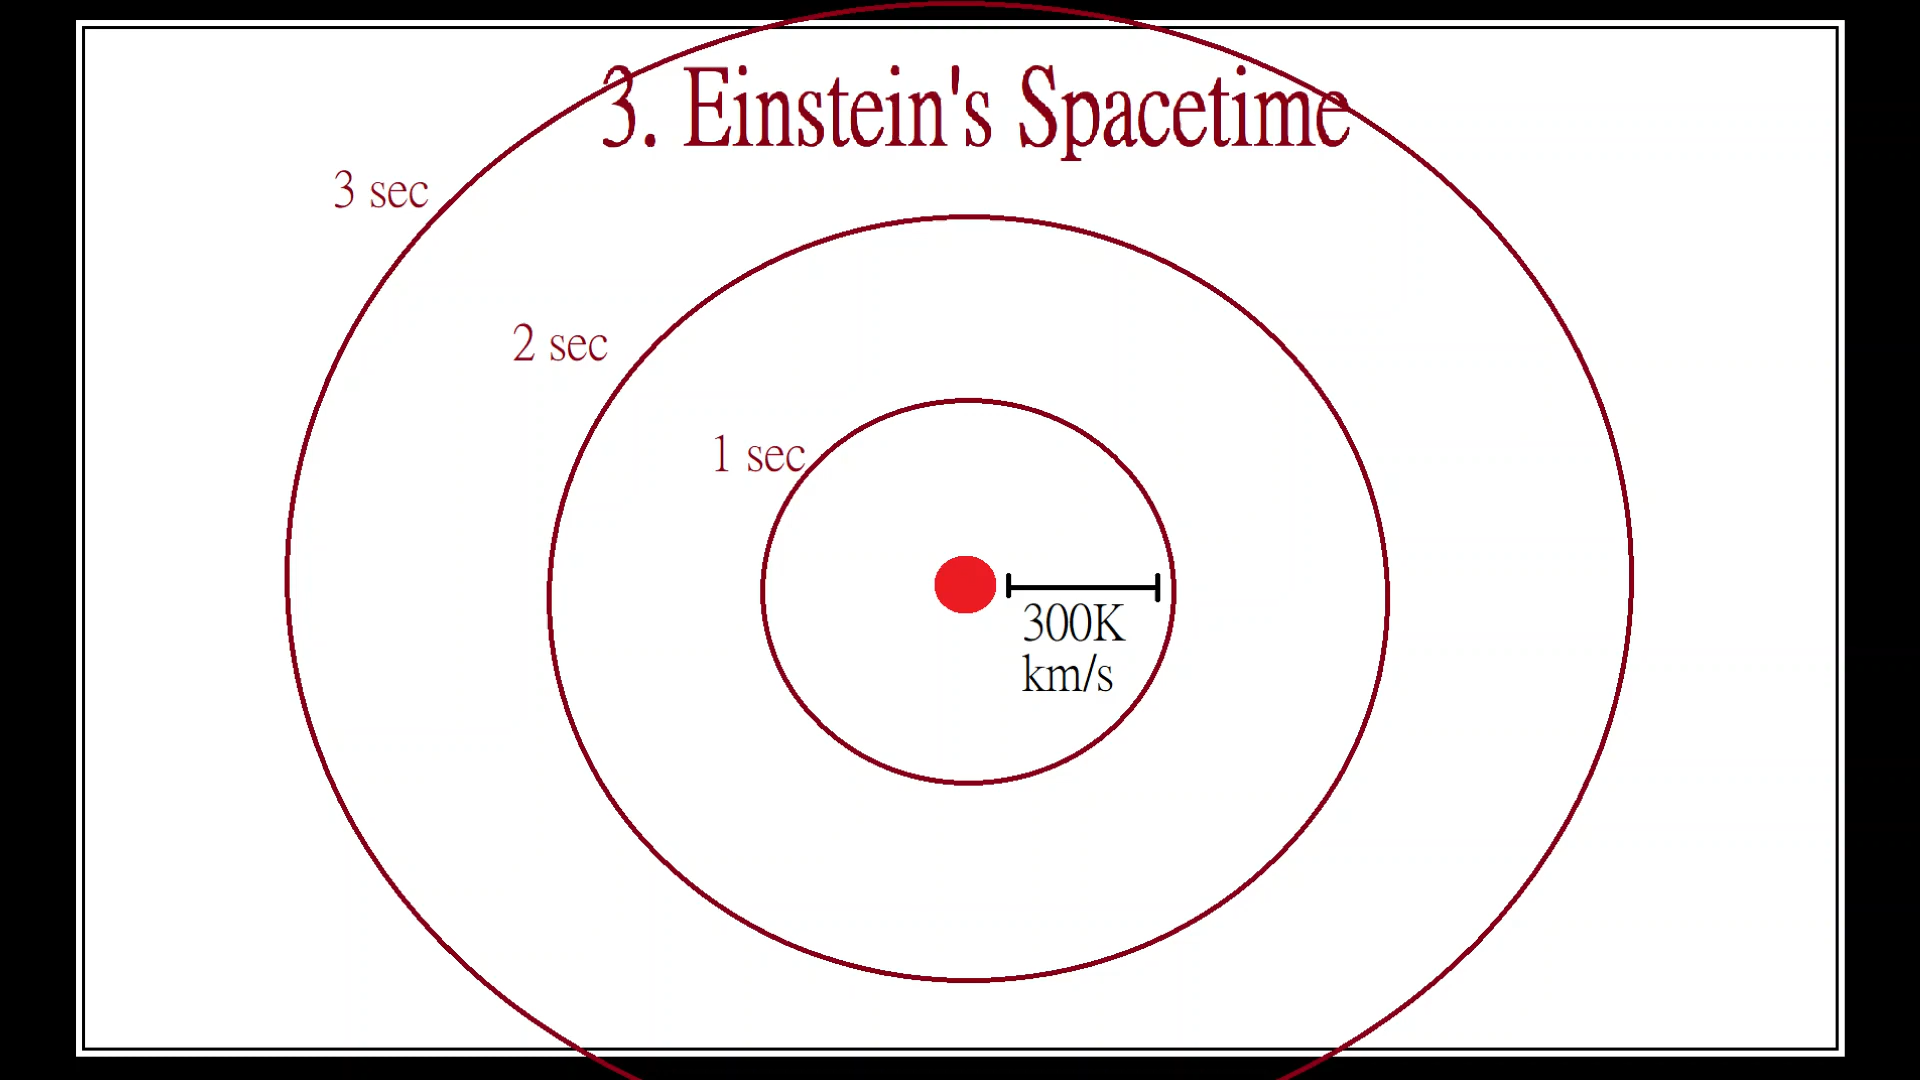 3. Einstein's Spacetime
3 sec
2 sec
1 sec
300K
km/s